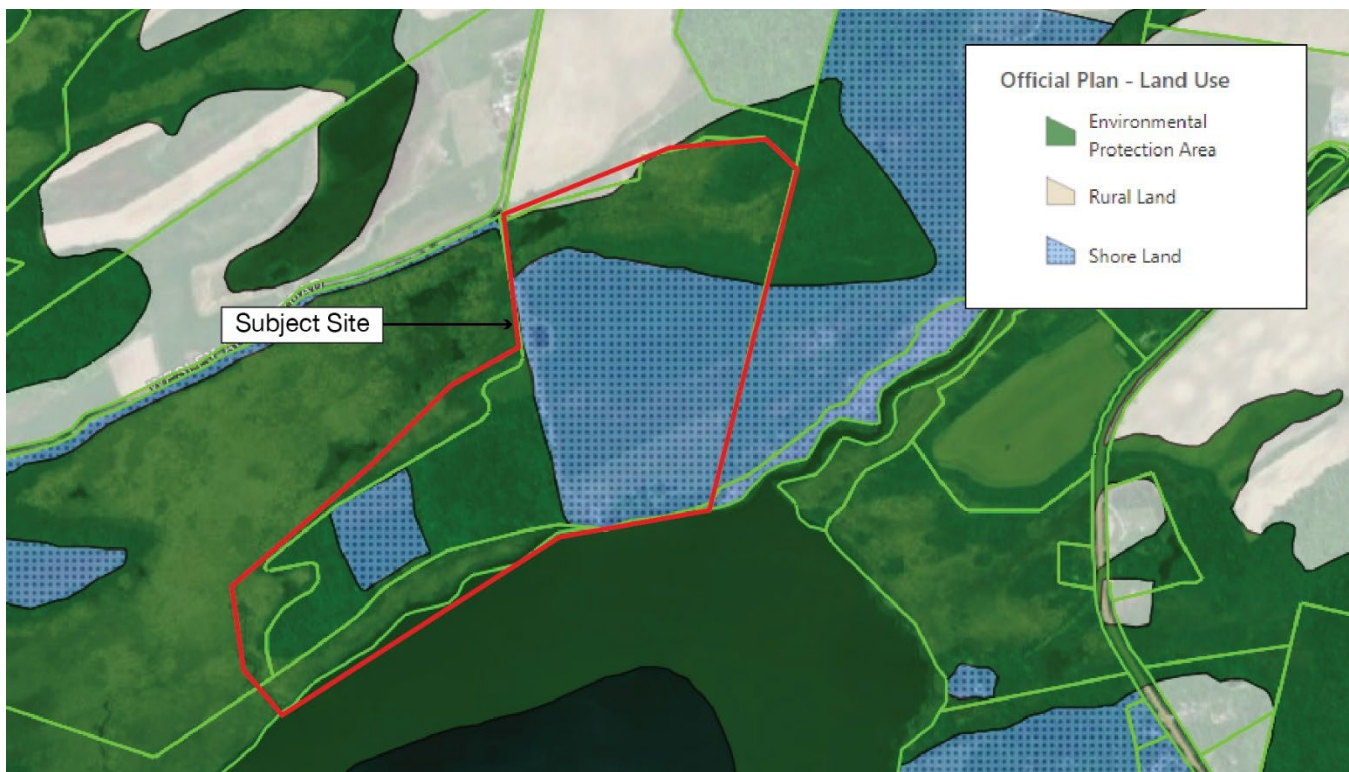 Official Plan - Land Use
Environmental
Protection Area
Rural Land
Shore Land
Subject Site